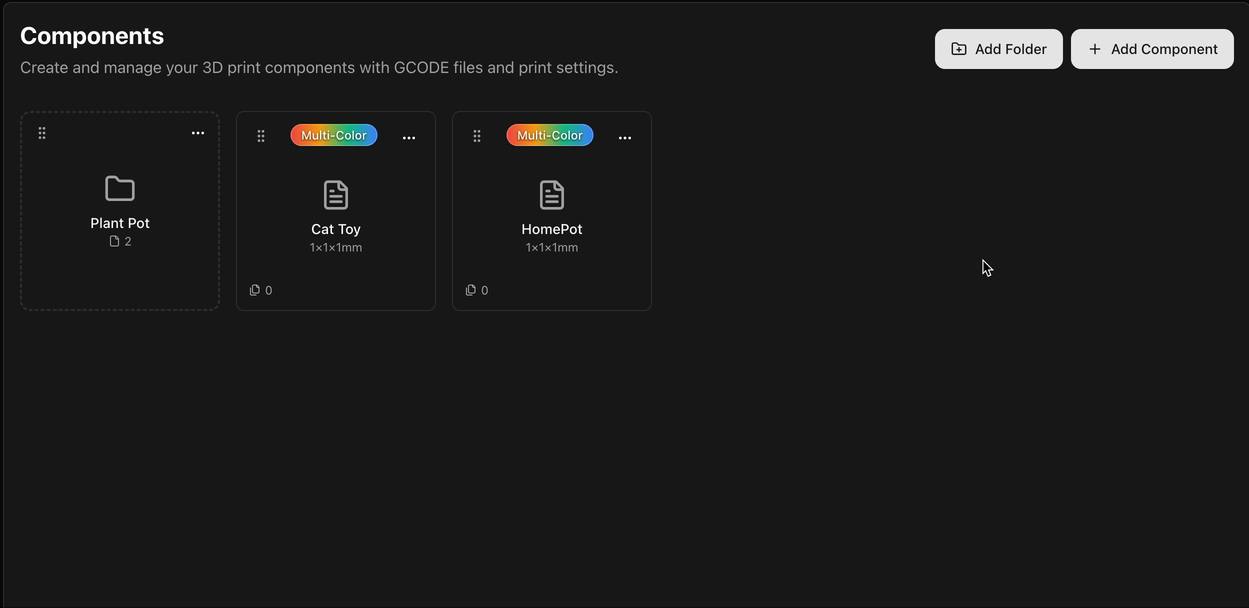 Components
Create and manage your 3D print components with GCODE files and print settings.
Add Folder
Add Component
Plant Pot
2
Multi-Color
Cat Toy
1×1×1mm
0
Multi-Color
HomePot
1×1×1mm
0